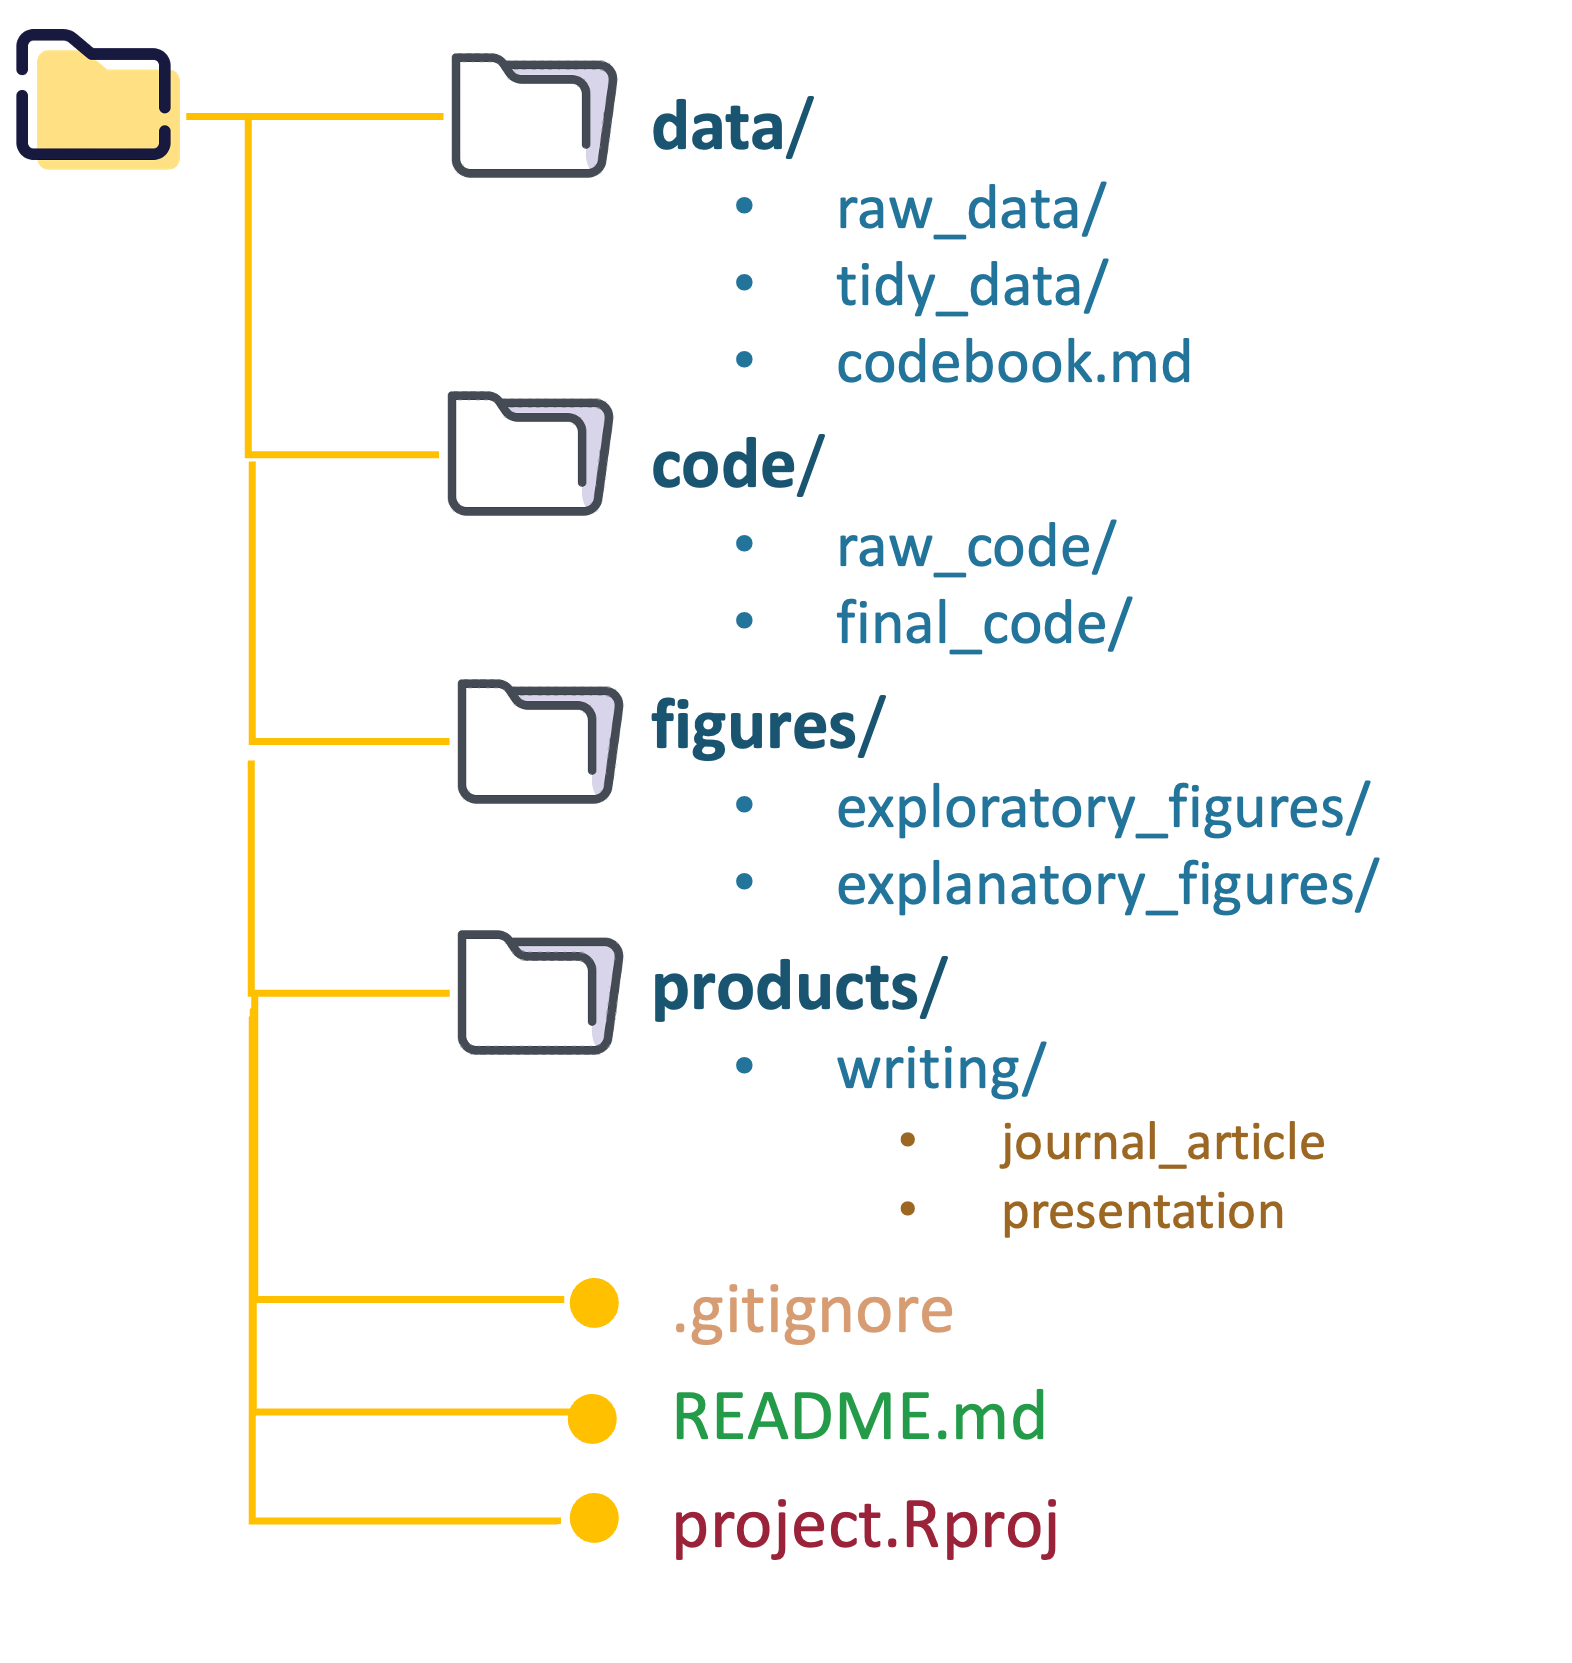 data/
• raw_data/
• tidy_data/
• codebook.md
code/
• raw_code/
• final_code/
figures/
• exploratory_figures/
• explanatory_figures/
products/
• writing/
• journal_article
• presentation
.gitignore
README.md
project.Rproj